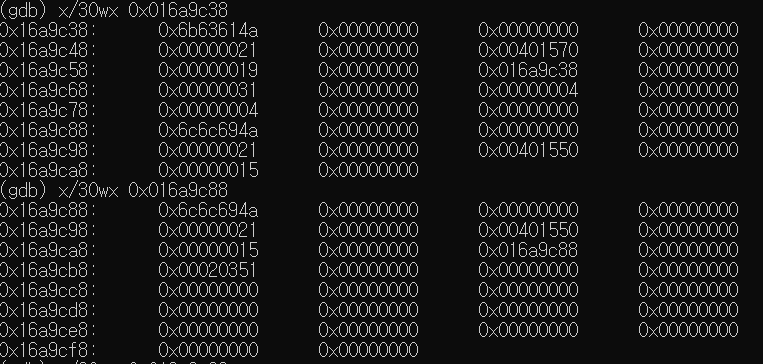 (gdb) x/30wx 0x016a9c38
0x16a9c38: 0x6b63614a 0x00000000 0x00000000 0x00000000
0x16a9c48: 0x00000021 0x00000000 0x00401570 0x00000000
0x16a9c58: 0x00000019 0x00000000 0x016a9c38 0x00000000
0x16a9c68: 0x00000031 0x00000000 0x00000004 0x00000000
0x16a9c78: 0x00000004 0x00000000 0x00000000 0x00000000
0x16a9c88: 0x6c6c694a 0x00000000 0x00000000 0x00000000
0x16a9c98: 0x00000021 0x00000000 0x00401550 0x00000000
0x16a9ca8: 0x00000015 0x00000000
(gdb) x/30wx 0x016a9c88
0x16a9c88: 0x6c6c694a 0x00000000 0x00000000 0x00000000
0x16a9c98: 0x00000021 0x00000000 0x00401550 0x00000000
0x16a9ca8: 0x00000015 0x00000000 0x016a9c88 0x00000000
0x16a9cb8: 0x00020351 0x00000000 0x00000000 0x00000000
0x16a9cc8: 0x00000000 0x00000000 0x00000000 0x00000000
0x16a9cd8: 0x00000000 0x00000000 0x00000000 0x00000000
0x16a9ce8: 0x00000000 0x00000000 0x00000000 0x00000000
0x16a9cf8: 0x00000000 0x00000000